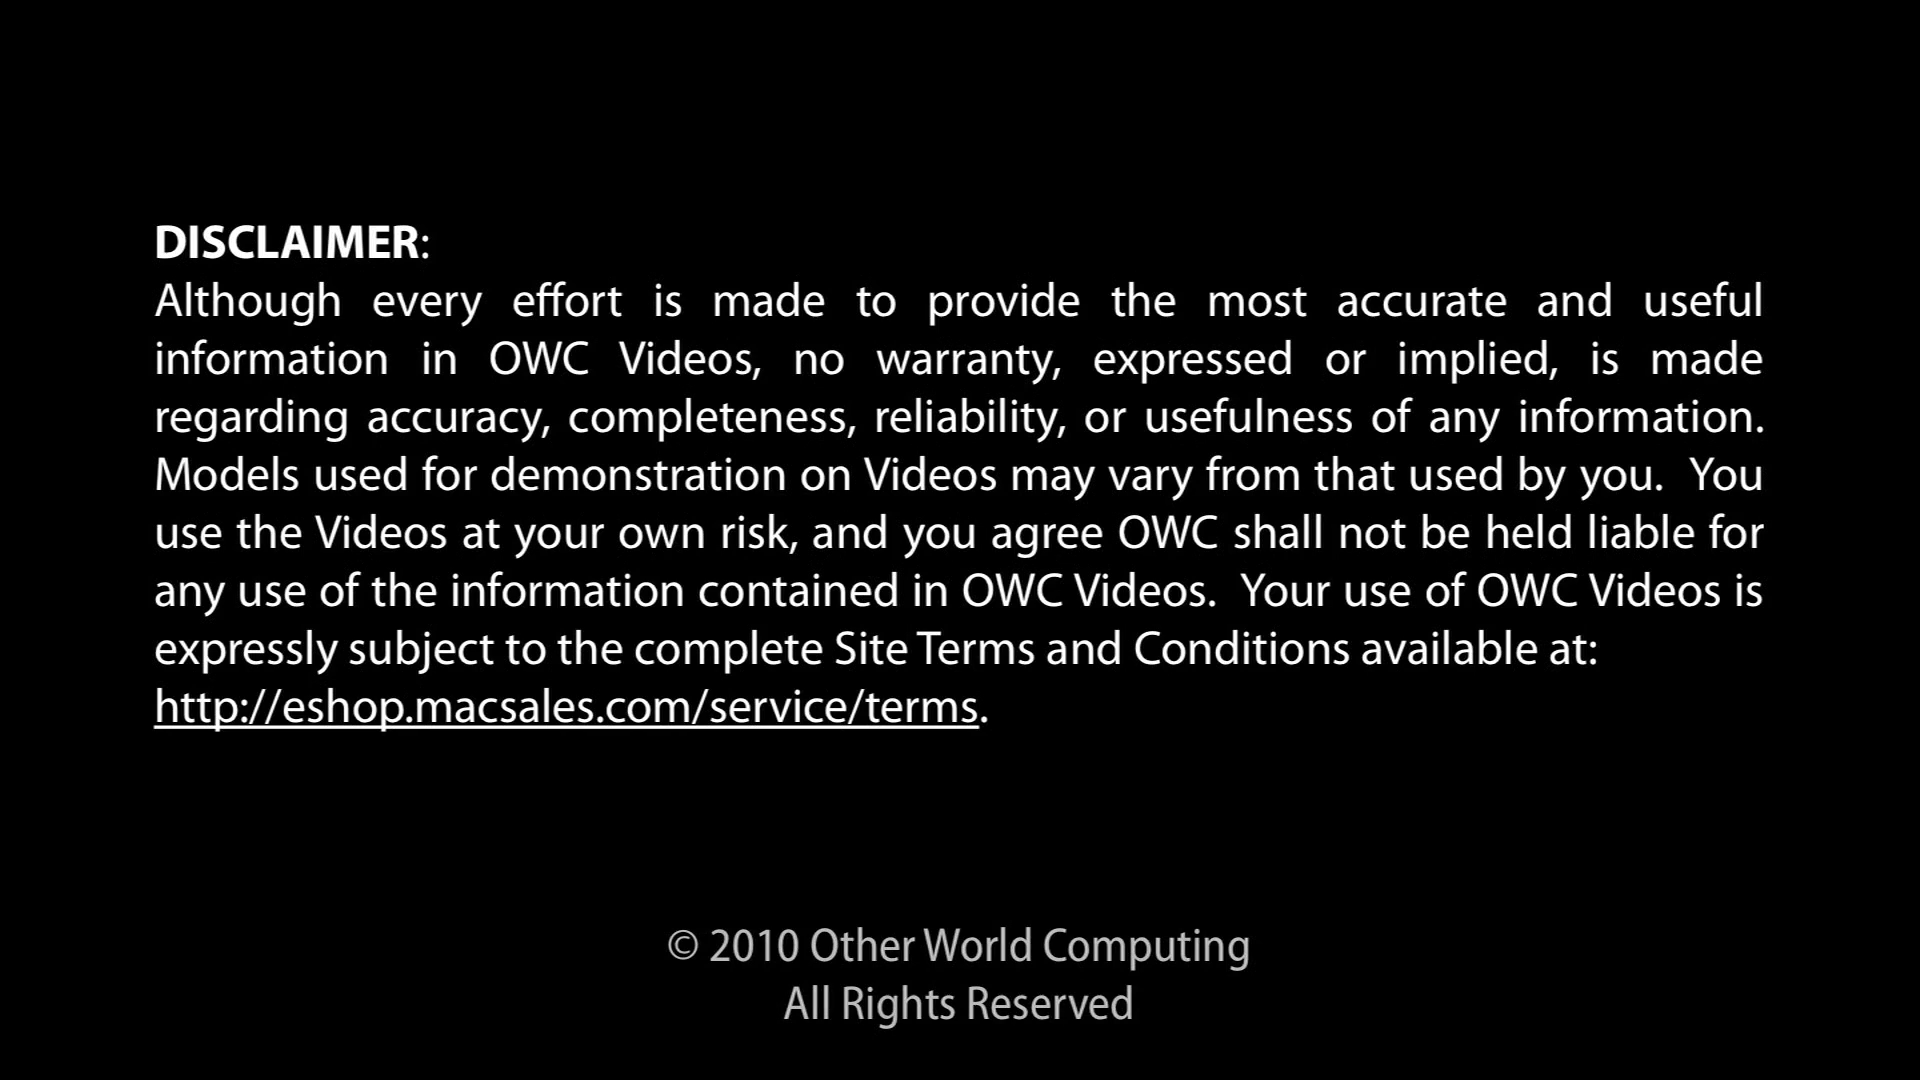 DISCLAIMER:
Although every effort is made to provide the most accurate and useful
information in OWC Videos, no warranty, expressed or implied, is made
regarding accuracy, completeness, reliability, or usefulness of any information.
Models used for demonstration on Videos may vary from that used by you.  You
use the Videos at your own risk, and you agree OWC shall not be held liable for
any use of the information contained in OWC Videos.  Your use of OWC Videos is
expressly subject to the complete Site Terms and Conditions available at:
http://eshop.macsales.com/service/terms.
© 2010 Other World Computing
All Rights Reserved